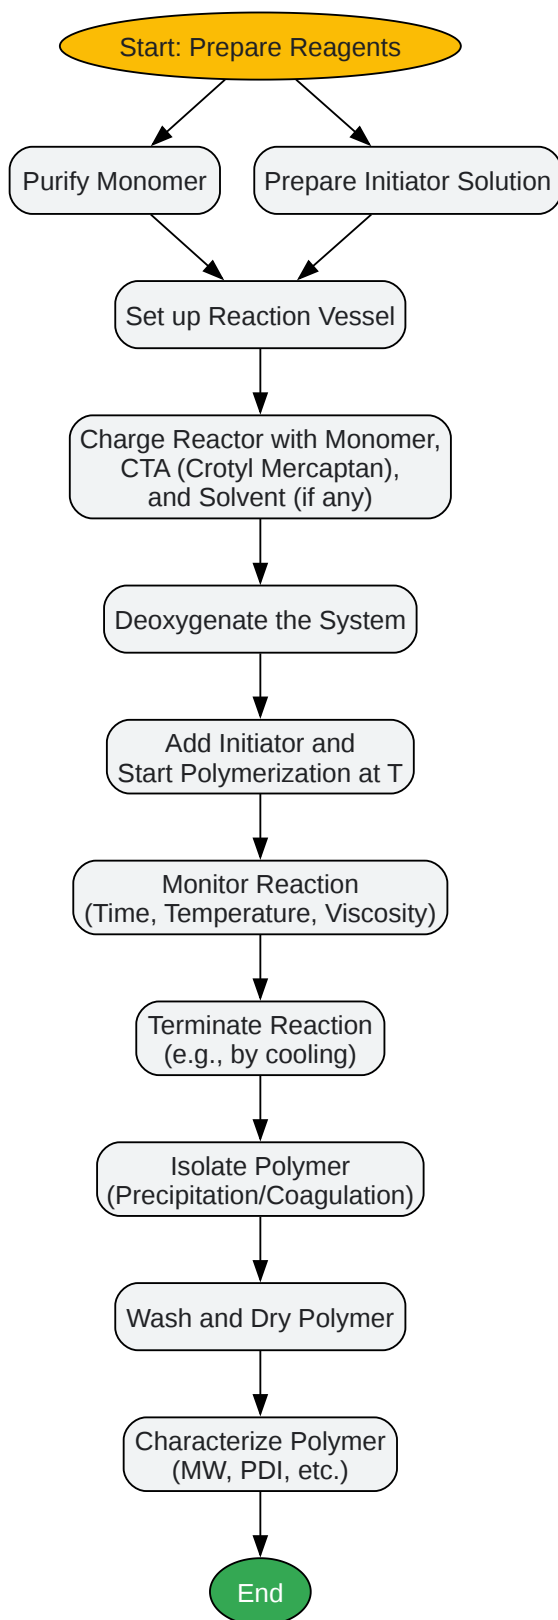 Start: Prepare Reagents
Purify Monomer
Prepare Initiator Solution
Set up Reaction Vessel
Charge Reactor with Monomer,
CTA (Crotyl Mercaptan),
and Solvent (if any)
Deoxygenate the System
Add Initiator and
Start Polymerization at T
Monitor Reaction
(Time, Temperature, Viscosity)
Terminate Reaction
(e.g., by cooling)
Isolate Polymer
(Precipitation/Coagulation)
Wash and Dry Polymer
Characterize Polymer
(MW, PDI, etc.)
End